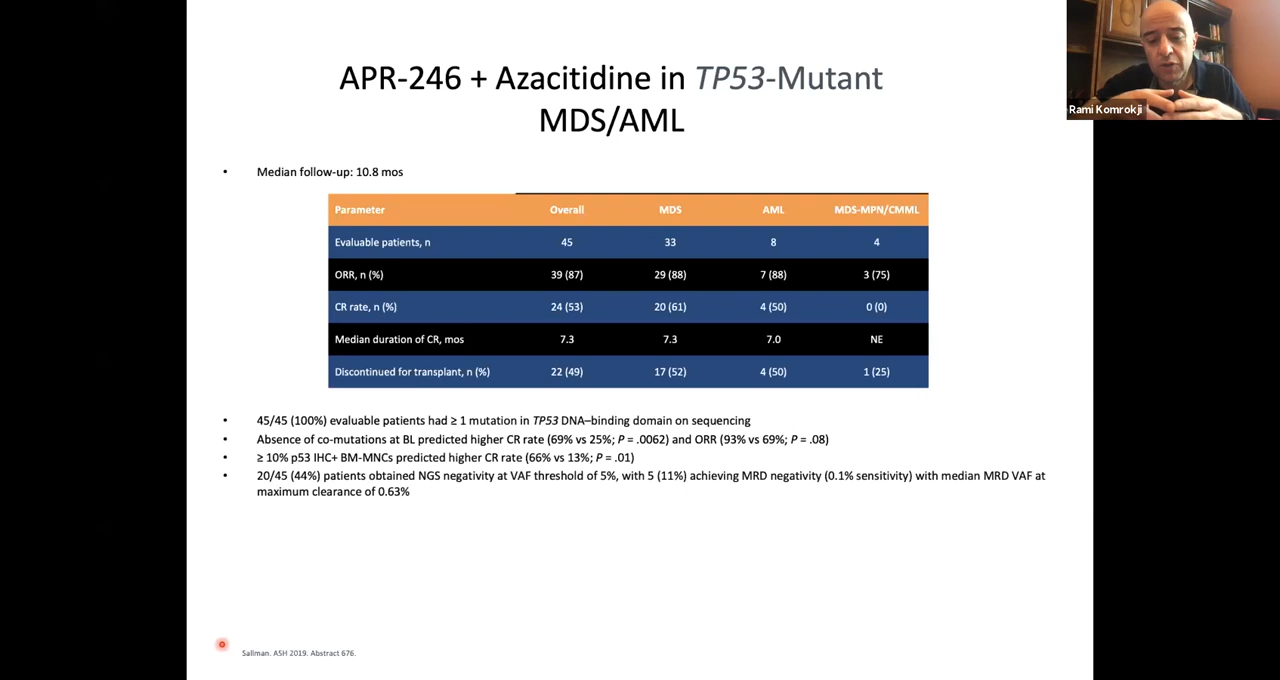 APR-246 + Azacitidine in TP53-Mutant
MDS/AML
Rami Komrokji
• Median follow-up: 10.8 mos
Parameter Overall MDS AML MDS-MPN/CMML
Evaluable patients, n 45 33 8 4
ORR, n (%) 39 (87) 29 (88) 7 (88) 3 (75)
CR rate, n (%) 24 (53) 20 (61) 4 (50) 0 (0)
Median duration of CR, mos 7.3 7.3 7.0 NE
Discontinued for transplant, n (%) 22 (49) 17 (52) 4 (50) 1 (25)
• 45/45 (100%) evaluable patients had ≥ 1 mutation in TP53 DNA–binding domain on sequencing
• Absence of co-mutations at BL predicted higher CR rate (69% vs 25%; P = .0062) and ORR (93% vs 69%; P = .08)
• ≥ 10% p53 IHC+ BM-MNCs predicted higher CR rate (66% vs 13%; P = .01)
• 20/45 (44%) patients obtained NGS negativity at VAF threshold of 5%, with 5 (11%) achieving MRD negativity (0.1% sensitivity) with median MRD VAF at
maximum clearance of 0.63%
Sallman. ASH 2019. Abstract 676.